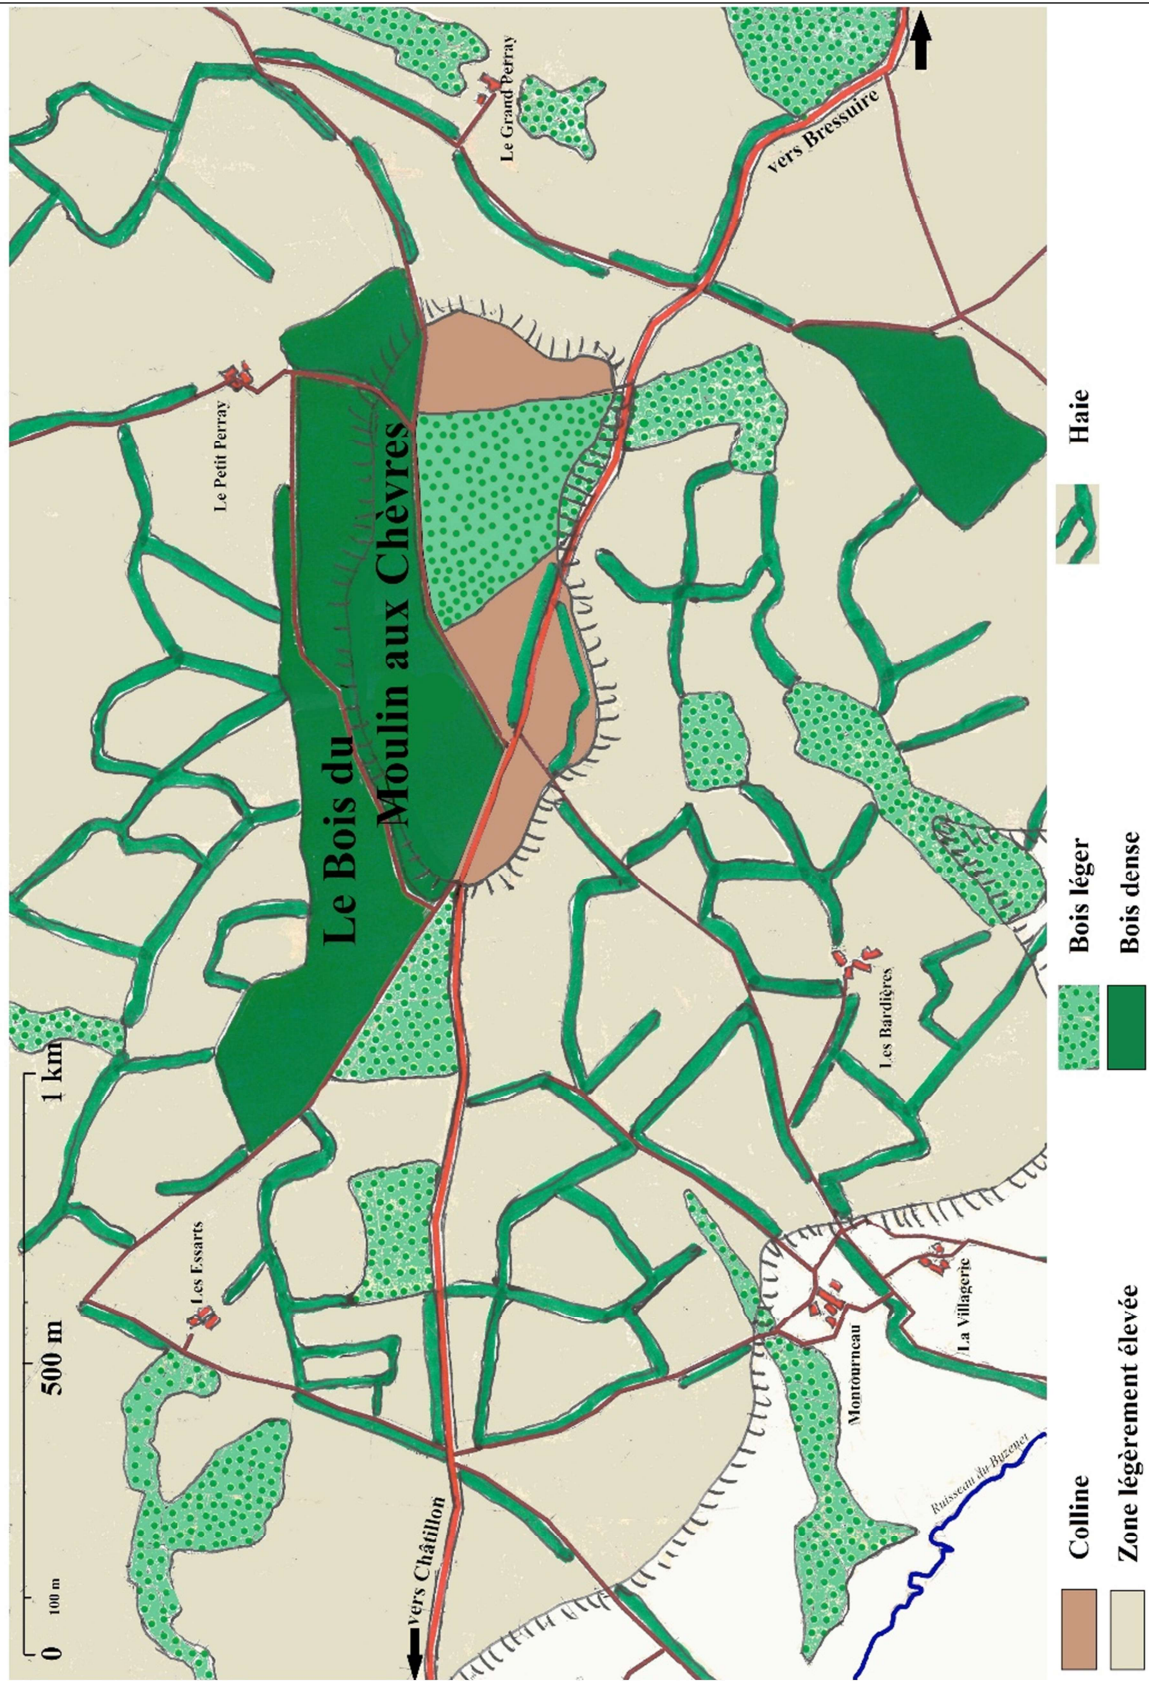 0
100 m
500 m
1 km
Le Grand Perray
vers Bressuire
Le Petit Perray
Le Bois du
Moulin aux Chèvres
Les Essarts
Les Bardières
La Villagerie
Montourneau
vers Châtillon
Ruisseau du Buzenet
Colline
Bois léger
Haie
Zone légèrement élevée
Bois dense